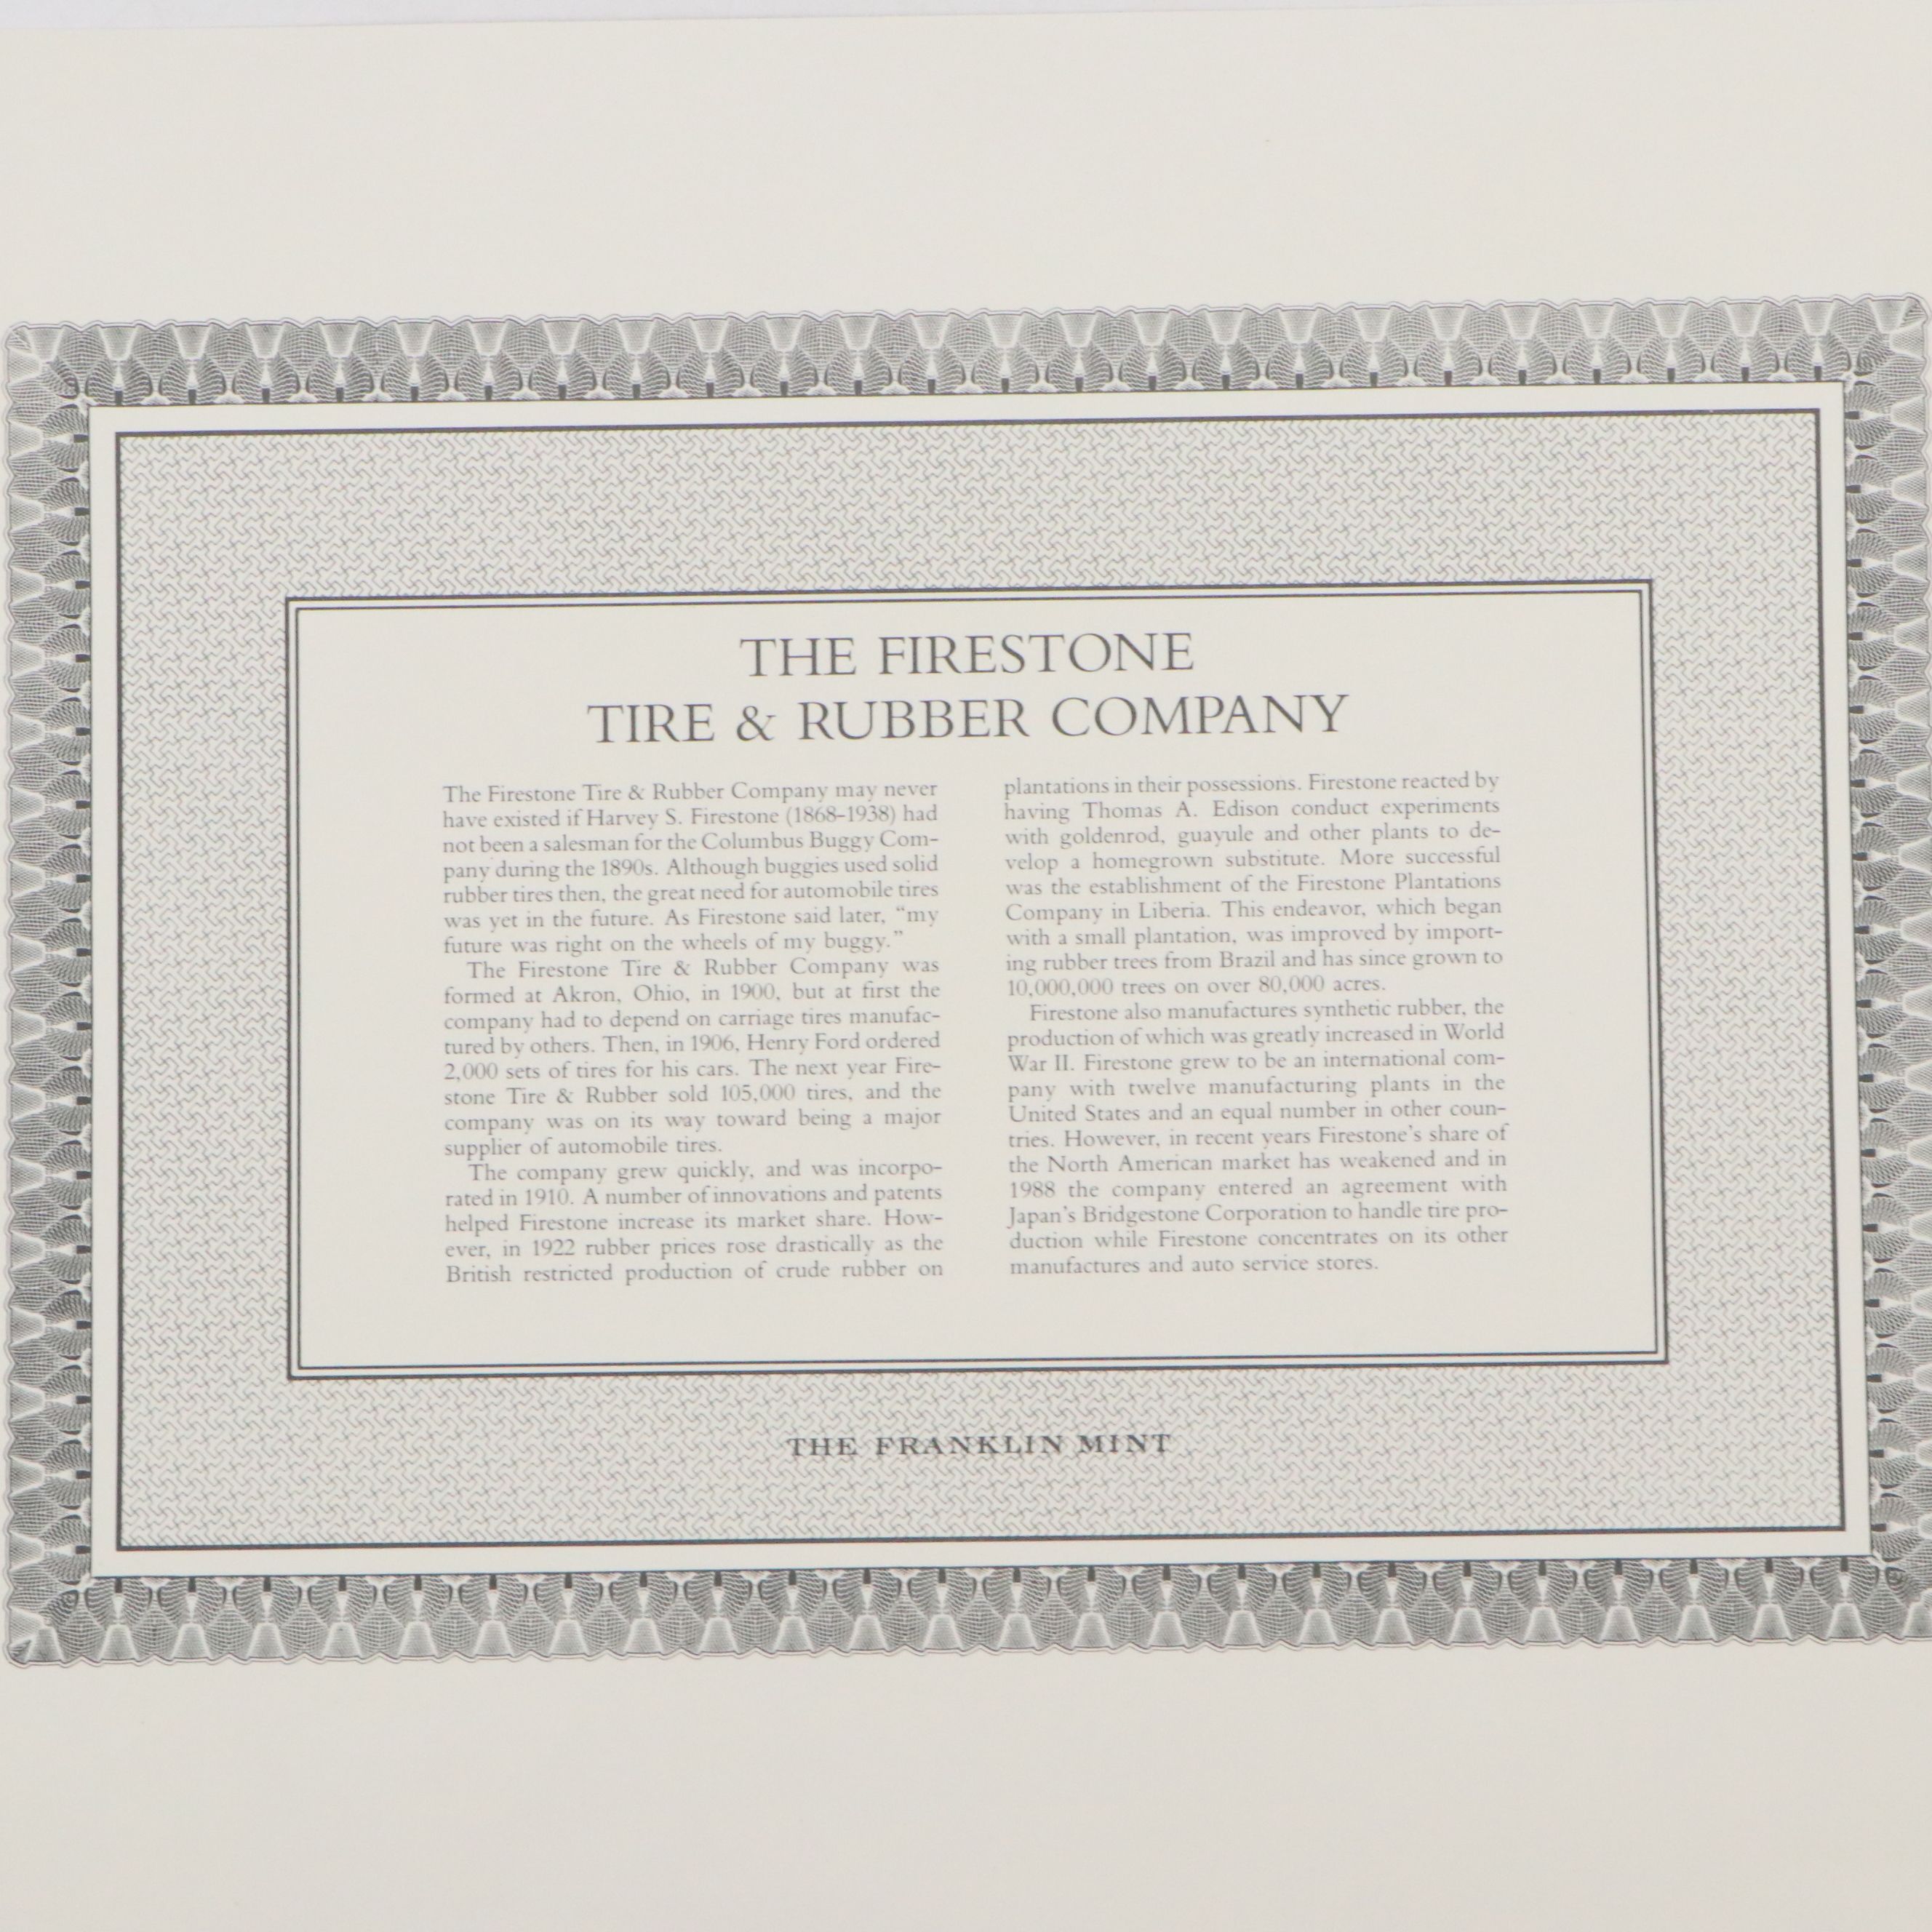 THE FIRESTONE
TIRE & RUBBER COMPANY
The Firestone Tire & Rubber Company may never
have existed if Harvey S. Firestone (1868-1938) had
not been a salesman for the Columbus Buggy Com-
pany during the 1890s. Although buggies used solid
rubber tires then, the great need for automobile tires
was yet in the future. As Firestone said later, “my
future was right on the wheels of my buggy.”
The Firestone Tire & Rubber Company was
formed at Akron, Ohio, in 1900, but at first the
company had to depend on carriage tires manufac-
tured by others. Then, in 1906, Henry Ford ordered
2,000 sets of tires for his cars. The next year Fire-
stone Tire & Rubber sold 105,000 tires, and the
company was on its way toward being a major
supplier of automobile tires.
The company grew quickly, and was incorpo-
rated in 1910. A number of innovations and patents
helped Firestone increase its market share. How-
ever, in 1922 rubber prices rose drastically as the
British restricted production of crude rubber on
plantations in their possessions. Firestone reacted by
having Thomas A. Edison conduct experiments
with goldenrod, guayule and other plants to de-
velop a homegrown substitute. More successful
was the establishment of the Firestone Plantations
Company in Liberia. This endeavor, which began
with a small plantation, was improved by import-
ing rubber trees from Brazil and has since grown to
10,000,000 trees on over 80,000 acres.
Firestone also manufactures synthetic rubber, the
production of which was greatly increased in World
War II. Firestone grew to be an international com-
pany with twelve manufacturing plants in the
United States and an equal number in other coun-
tries. However, in recent years Firestone’s share of
the North American market has weakened and in
1988 the company entered an agreement with
Japan’s Bridgestone Corporation to handle tire pro-
duction while Firestone concentrates on its other
manufactures and auto service stores.
THE FRANKLIN MINT